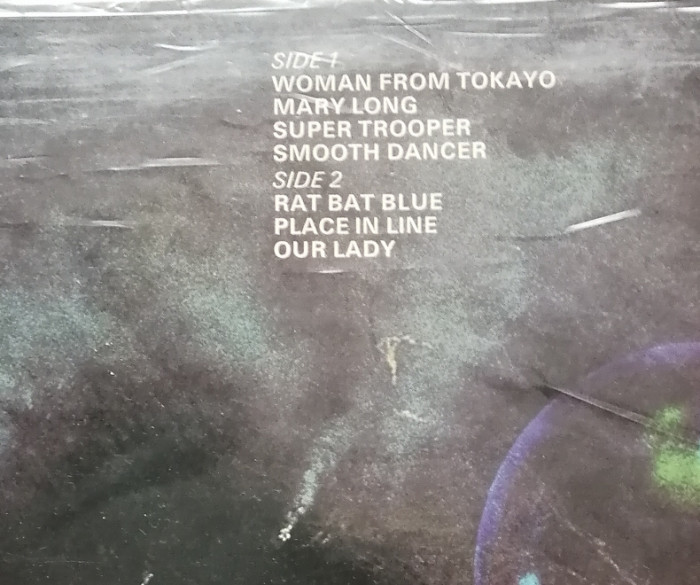 SIDE 1
WOMAN FROM TOKAYO
MARY LONG
SUPER TROOPER
SMOOTH DANCER
SIDE 2
RAT BAT BLUE
PLACE IN LINE
OUR LADY